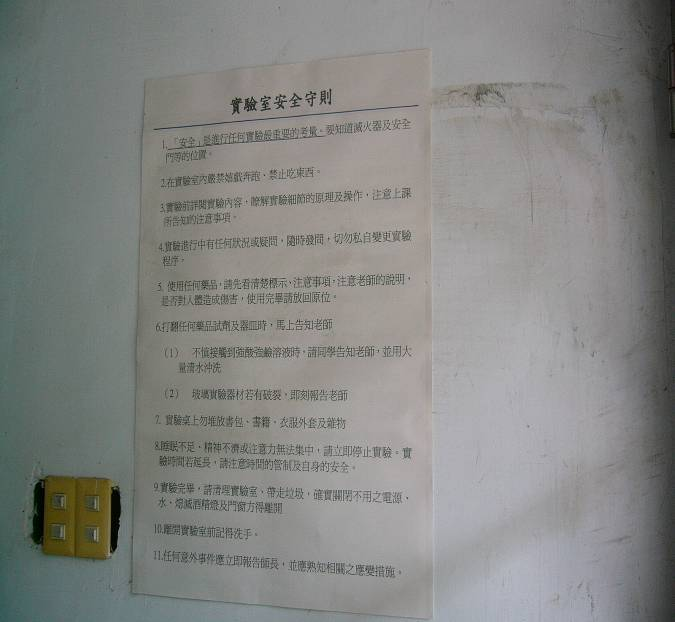 實驗室安全守則
1. 「安全」是進行任何實驗最重要的考量。要知道滅火器及安全
門等的位置。
2.在實驗室內嚴禁嬉戲奔跑、禁止吃東西。
3.實驗前詳閱實驗內容，瞭解實驗細節的原理及操作，注意上課
所告知的注意事項。
4.實驗進行中有任何狀況或疑問，隨時發問，切勿私自變更實驗
程序。
5. 使用任何藥品，請先看清楚標示，注意事項，注意老師的說明，
是否對人體造成傷害，使用完畢請放回原位。
6.打翻任何藥品試劑及器皿時，馬上告知老師
（1） 不慎接觸到強酸強鹼溶液時，請同學告知老師，並用大
量清水沖洗
（2） 玻璃實驗器材若有破裂，即刻報告老師
7. 實驗桌上勿堆放書包、書籍、衣服外套及雜物
8.睡眠不足、精神不濟或注意力無法集中，請立即停止實驗。實
驗時間若延長，請注意時間的管制及自身的安全。
9.實驗完畢，請清理實驗室、帶走垃圾，確實關閉不用之電源、
水、熄滅酒精燈及門窗方得離開
10.離開實驗室前記得洗手。
11.任何意外事件應立即報告師長，並應熟知相關之應變措施。